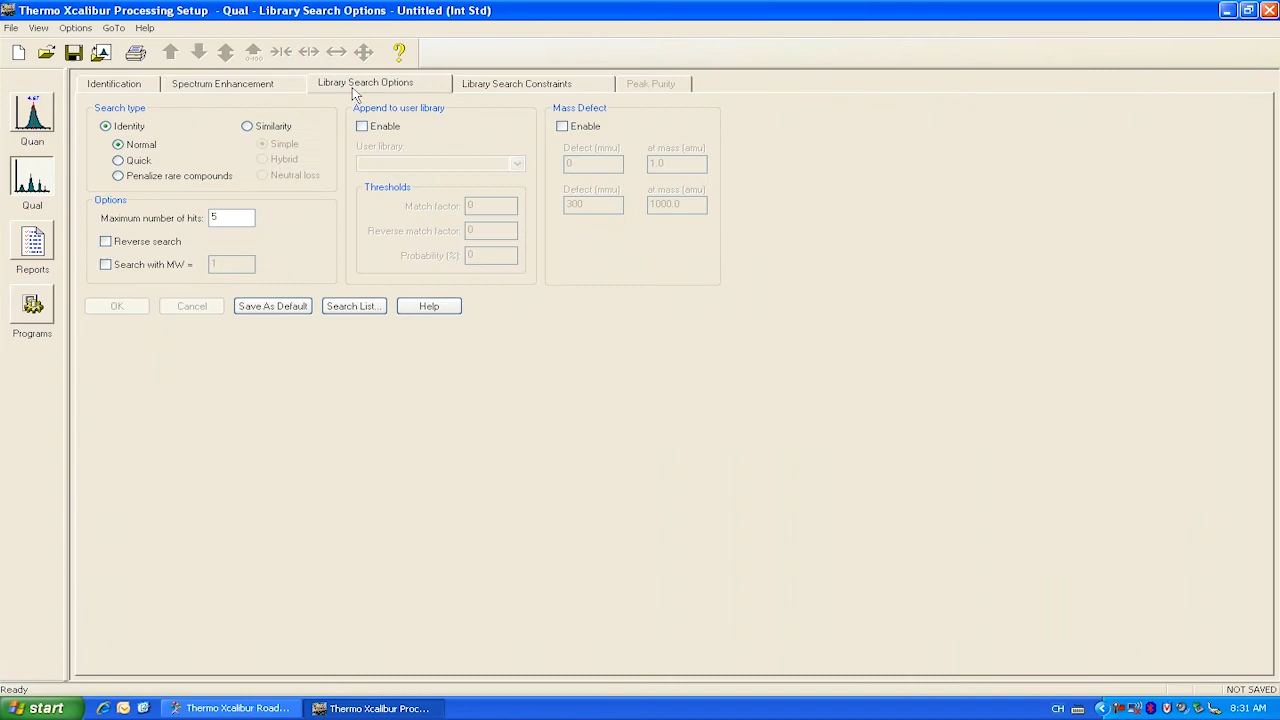 Thermo Xcalibur Processing Setup - Qual - Library Search Options - Untitled (Int Std)
File View Options GoTo Help
0-100 ?
Identification Spectrum Enhancement Library Search Options Library Search Constraints Peak Purity
4.67
Quan
Qual
Reports
Programs
Search type
Identity Similarity
Normal Simple
Quick Hybrid
Penalize rare compounds Neutral loss
Options
Maximum number of hits: 5
Reverse search
Search with MW = 1
Append to user library
Enable
User library:
Thresholds
Match factor: 0
Reverse match factor: 0
Probability (%): 0
Mass Defect
Enable
Defect (mmu) at mass (amu)
0 1.0
Defect (mmu) at mass (amu)
300 1000.0
OK Cancel Save As Default Search List... Help
Ready NOT SAVED
start Thermo Xcalibur Road... Thermo Xcalibur Proc... CH 8:31 AM